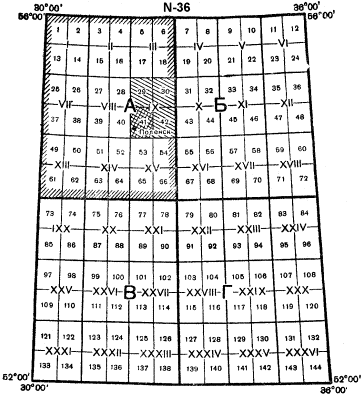 N-36
30°00' 36°00'
56°00' 56°00'
1 2 3 4 5 6 7 8 9 10 11 12
I II III IV V VI
13 14 15 16 17 18 19 20 21 22 23 24
25 26 27 28 29 30 31 32 33 34 35 36
VII VIII А IX X Б XI XII
37 38 39 40 41 42 43 44 45 46 47 48
Полянск
49 50 51 52 53 54 55 56 57 58 59 60
XIII XIV XV XVI XVII XVIII
61 62 63 64 65 66 67 68 69 70 71 72
73 74 75 76 77 78 79 80 81 82 83 84
IXX XX XXI XXII XXIII XXIV
85 86 87 88 89 90 91 92 93 94 95 96
97 98 99 100 101 102 103 104 105 106 107 108
XXV XXVI В XXVII XXVIII Г XXIX XXX
109 110 111 112 113 114 115 116 117 118 119 120
121 122 123 124 125 126 127 128 129 130 131 132
XXXI XXXII XXXIII XXXIV XXXV XXXVI
133 134 135 136 137 138 139 140 141 142 143 144
52°00' 52°00'
30°00' 36°00'